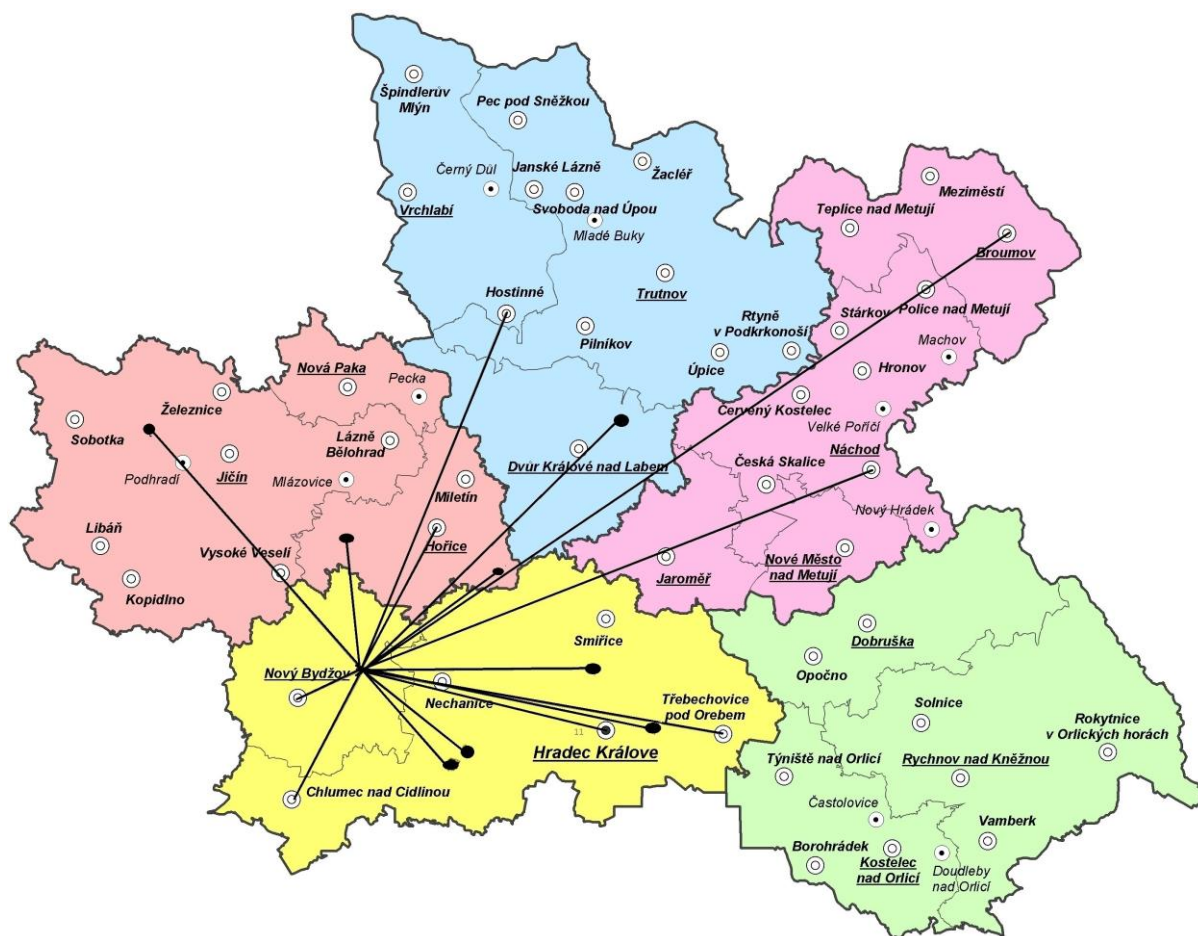 Špindlerův
Mlýn
Pec pod Sněžkou
Černý Důl
Janské Lázně
Žacléř
Vrchlabí
Svoboda nad Úpou
Mladé Buky
Meziměstí
Teplice nad Metují
Broumov
Trutnov
Hostinné
Police nad Metují
Stárkov
Rtyně
v Podkrkonoší
Pilníkov
Machov
Úpice
Hronov
Nová Paka
Pecka
Železnice
Červený Kostelec
Velké Poříčí
Sobotka
Lázně
Bělohrad
Jičín
Podhradí
Mlázovice
Miletín
Dvůr Králové nad Labem
Česká Skalice
Náchod
Nový Hrádek
Libáň
Vysoké Veselí
Hořice
Kopidlno
Jaroměř
Nové Město
nad Metují
Smiřice
Dobruška
Opočno
Nový Bydžov
Nechanice
Třebechovice
pod Orebem
11
Hradec Králove
Solnice
Rokytnice
v Orlických horách
Týniště nad Orlicí
Rychnov nad Kněžnou
Chlumec nad Cidlinou
Častolovice
Vamberk
Borohrádek
Kostelec
nad Orlicí
Doudleby
nad Orlicí